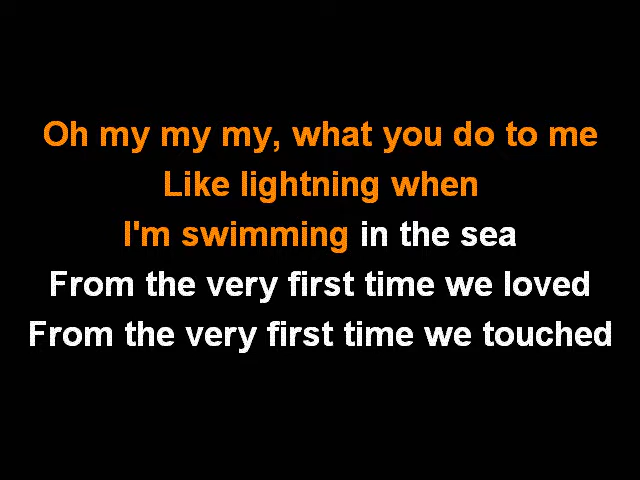 Oh my my my, what you do to me
Like lightning when
I'm swimming in the sea
From the very first time we loved
From the very first time we touched